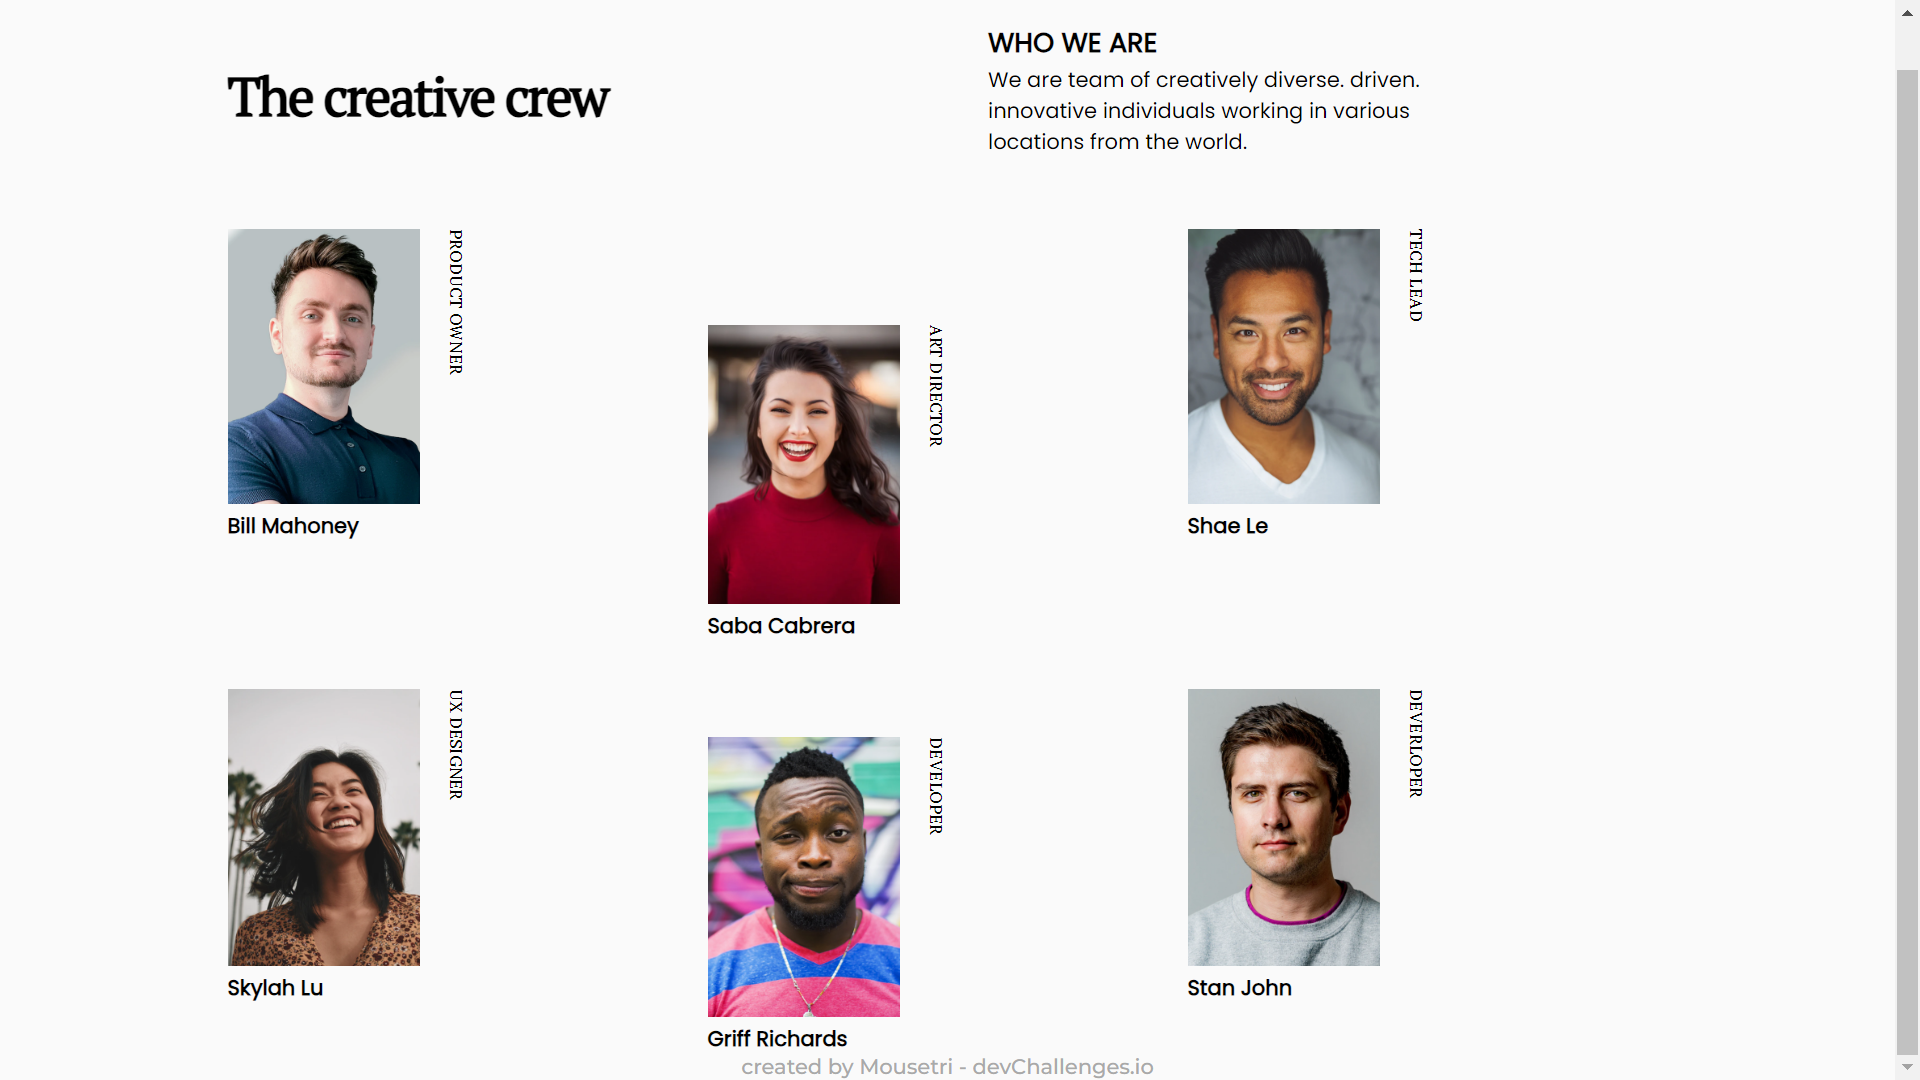 The creative crew
WHO WE ARE
We are team of creatively diverse. driven.
innovative individuals working in various
locations from the world.
PRODUCT OWNER
Bill Mahoney
ART DIRECTOR
Saba Cabrera
TECH LEAD
Shae Le
UX DESIGNER
Skylah Lu
DEVELOPER
Griff Richards
DEVERLOPER
Stan John
created by Mousetri - devChallenges.io